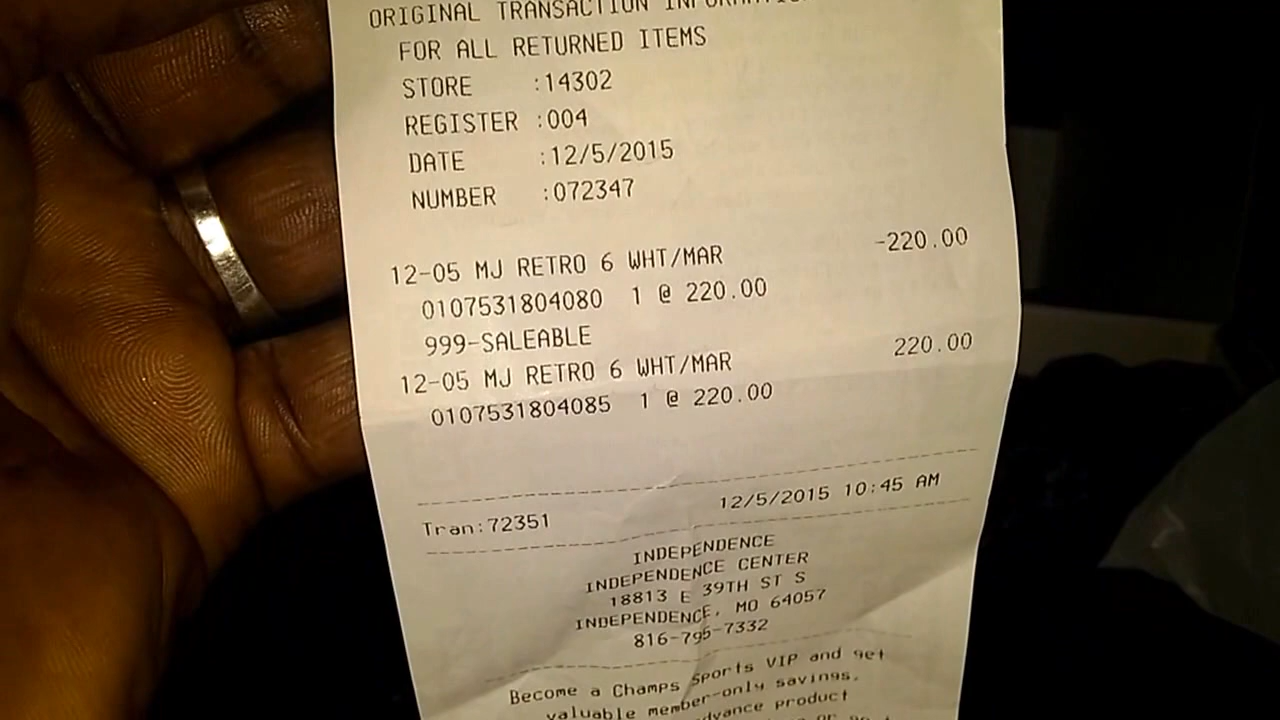 ORIGINAL TRANSACTION
FOR ALL RETURNED ITEMS
STORE :14302
REGISTER :004
DATE :12/5/2015
NUMBER :072347
12-05 MJ RETRO 6 WHT/MAR -220.00
0107531804080 1 @ 220.00
999-SALEABLE
12-05 MJ RETRO 6 WHT/MAR 220.00
0107531804085 1 @ 220.00
Tran:72351 12/5/2015 10:45 AM
INDEPENDENCE
INDEPENDENCE CENTER
18813 E 39TH ST S
INDEPENDENCE, MO 64057
816-795-7332
Become a Champs Sports VIP and get
valuable member-only savings,
product